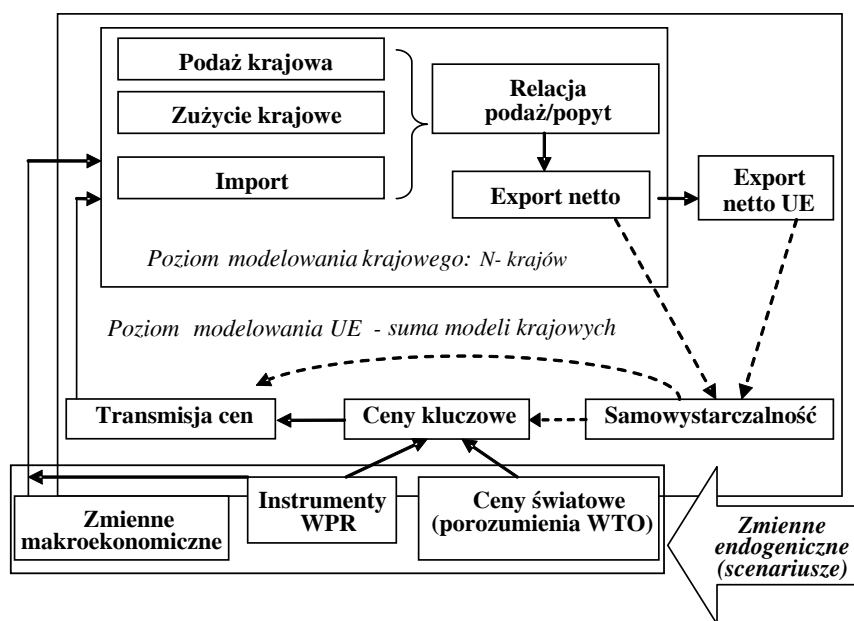 Podaż krajowa
Zużycie krajowe
Import
Relacja
podaż/popyt
Export netto
Export
netto UE
Poziom modelowania krajowego: N- krajów
Poziom modelowania UE - suma modeli krajowych
Transmisja cen
Ceny kluczowe
Samowystarczalność
Zmienne
makroekonomiczne
Instrumenty
WPR
Ceny światowe
(porozumienia WTO)
Zmienne
endogeniczne
(scenariusze)